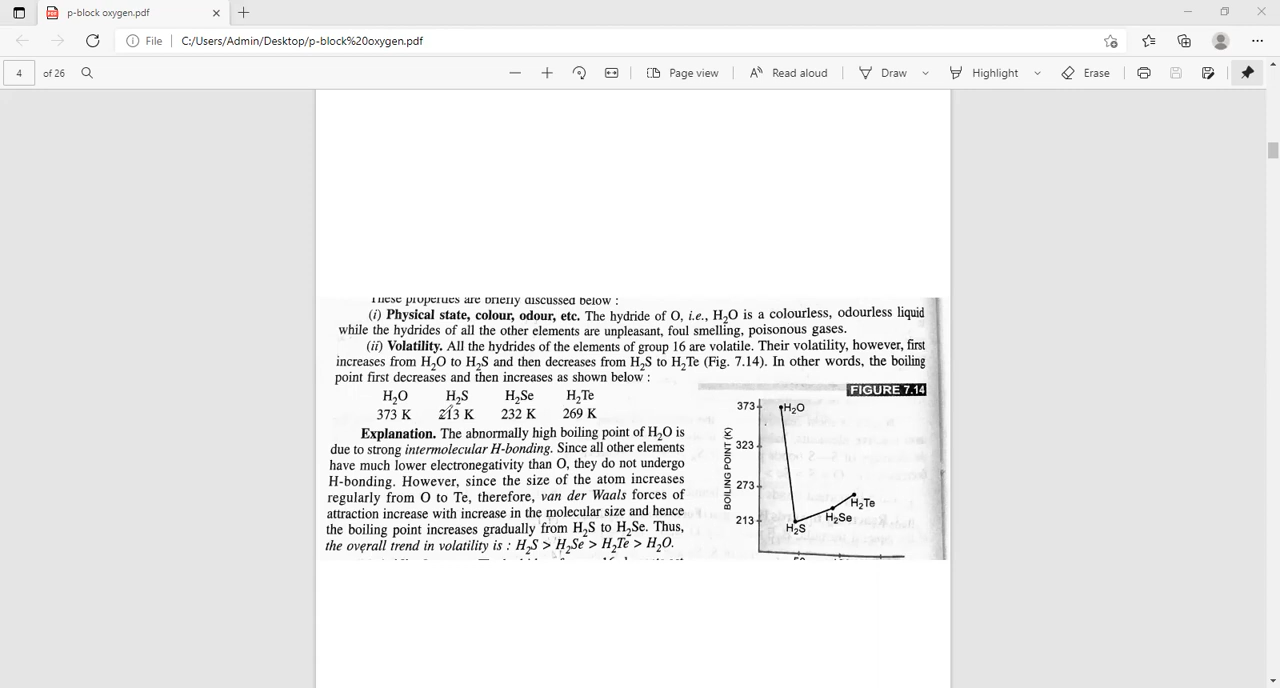 p-block oxygen.pdf
File C:/Users/Admin/Desktop/p-block%20oxygen.pdf
4 of 26 Page view Read aloud Draw Highlight Erase
These properties are briefly discussed below :
(i) Physical state, colour, odour, etc. The hydride of O, i.e., H₂O is a colourless, odourless liquid
while the hydrides of all the other elements are unpleasant, foul smelling, poisonous gases.
(ii) Volatility. All the hydrides of the elements of group 16 are volatile. Their volatility, however, first
increases from H₂O to H₂S and then decreases from H₂S to H₂Te (Fig. 7.14). In other words, the boiling
point first decreases and then increases as shown below :
H₂O H₂S H₂Se H₂Te
373 K 213 K 232 K 269 K
Explanation. The abnormally high boiling point of H₂O is
due to strong intermolecular H-bonding. Since all other elements
have much lower electronegativity than O, they do not undergo
H-bonding. However, since the size of the atom increases
regularly from O to Te, therefore, van der Waals forces of
attraction increase with increase in the molecular size and hence
the boiling point increases gradually from H₂S to H₂Se. Thus,
the overall trend in volatility is : H₂S > H₂Se > H₂Te > H₂O.
FIGURE 7.14
BOILING POINT (K)
373
323
273
213
H₂O
H₂S
H₂Se
H₂Te